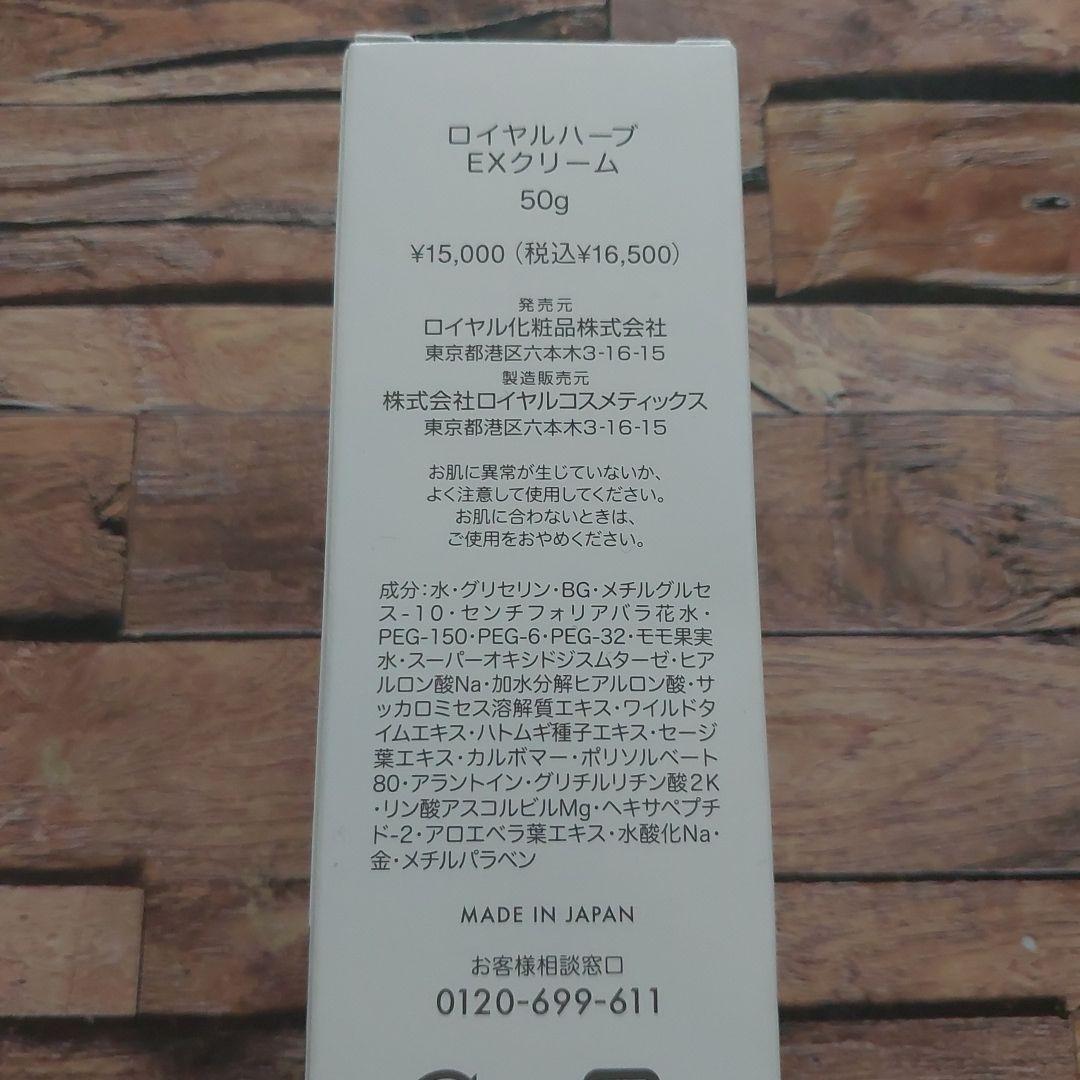 ロイヤルハーブ
EXクリーム
50g
¥15,000（税込¥16,500）
発売元
ロイヤル化粧品株式会社
東京都港区六本木3-16-15
製造販売元
株式会社ロイヤルコスメティックス
東京都港区六本木3-16-15
お肌に異常が生じていないか、
よく注意して使用してください。
お肌に合わないときは、
ご使用をおやめください。
成分：水・グリセリン・BG・メチルグルセ
ス-10・センチフォリアバラ花水・
PEG-150・PEG-6・PEG-32・モモ果実
水・スーパーオキシドジスムターゼ・ヒア
ルロン酸Na・加水分解ヒアルロン酸・サ
ッカロミセス溶解質エキス・ワイルドタ
イムエキス・ハトムギ種子エキス・セージ
葉エキス・カルボマー・ポリソルベート
80・アラントイン・グリチルリチン酸2K
・リン酸アスコルビルMg・ヘキサペプチ
ド-2・アロエベラ葉エキス・水酸化Na・
金・メチルパラベン
MADE IN JAPAN
お客様相談窓口
0120-699-611